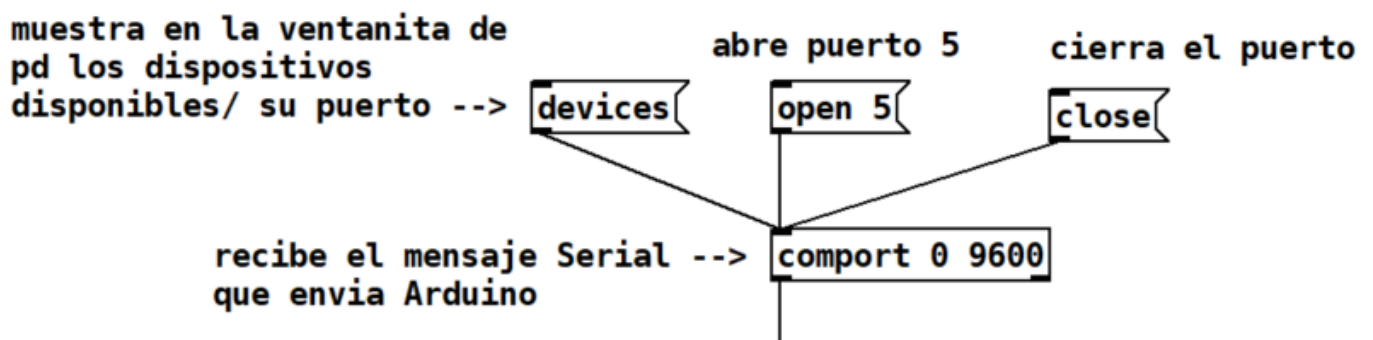 muestra en la ventanita de
pd los dispositivos
disponibles/ su puerto -->
devices
abre puerto 5
open 5
cierra el puerto
close
recibe el mensaje Serial -->
que envia Arduino
comport 0 9600